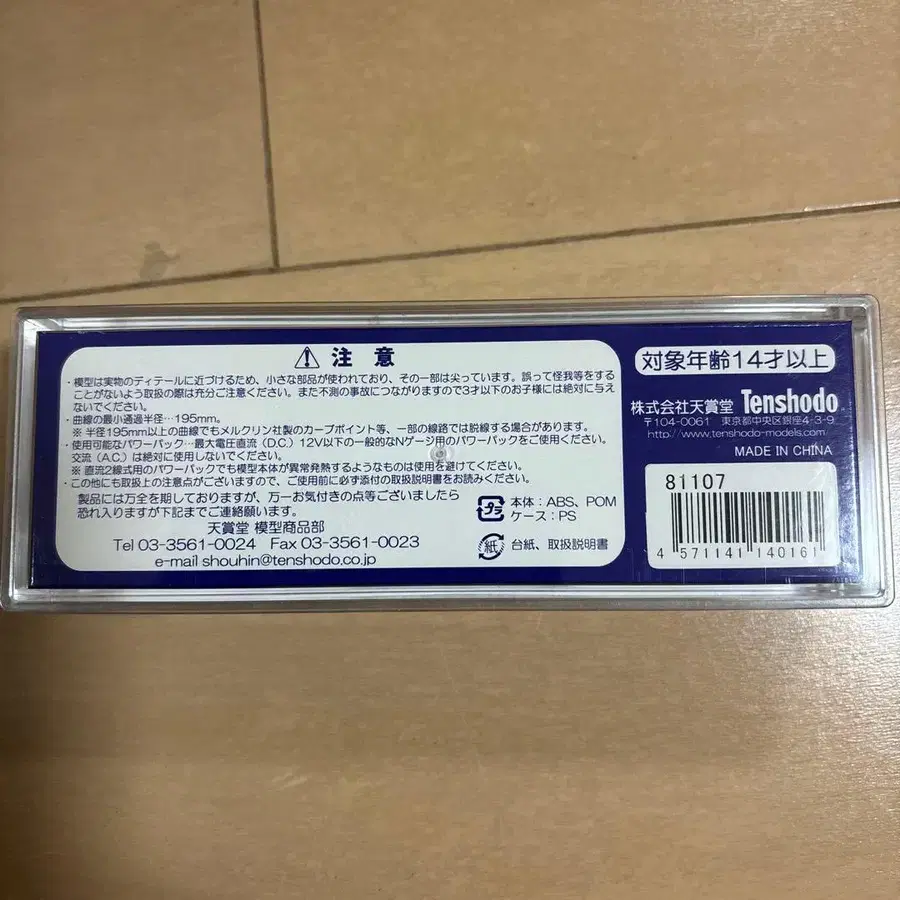 注意
・模型は実物のディテールに近づけるため、小さな部品が使われており、その一部は尖っています。誤って怪我等をする
ことがないよう取扱の際は充分ご注意ください。また不測の事故につながりますので3才以下のお子様には絶対に与え
ないでください。
・曲線の最小通過半径…195mm。
※ 半径195mm以上の曲線でもメルクリン社製のカーブポイント等、一部の線路では脱線する場合があります。
・使用可能なパワーパック…最大電圧直流（D.C.）12V以下の一般的なNゲージ用のパワーパックをご使用ください。
交流（A.C.）は絶対に使用しないでください。
※ 直流2線式用のパワーパックでも模型本体が異常発熱するようなものは使用を避けてください。
・この他にも取扱上の注意点がございますので、ご使用前に必ず添付の取扱説明書をお読みください。
製品には万全を期しておりますが、万一お気付きの点等ございましたら
恐れ入りますが下記までご連絡願います。
天賞堂 模型商品部
Tel 03-3561-0024 Fax 03-3561-0023
e-mail shouhin@tenshodo.co.jp
プラ 本体：ABS、POM
ケース：PS
紙 台紙、取扱説明書
対象年齢14才以上
株式会社天賞堂 Tenshodo
〒104-0061 東京都中央区銀座4-3-9
http://www.tenshodo-models.com
MADE IN CHINA
81107
4 571141 140161